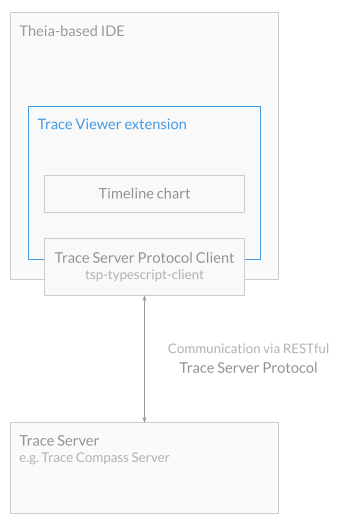 Theia-based IDE
Trace Viewer extension
Timeline chart
Trace Server Protocol Client
tsp-typescript-client
Communication via RESTful
Trace Server Protocol
Trace Server
e.g. Trace Compass Server